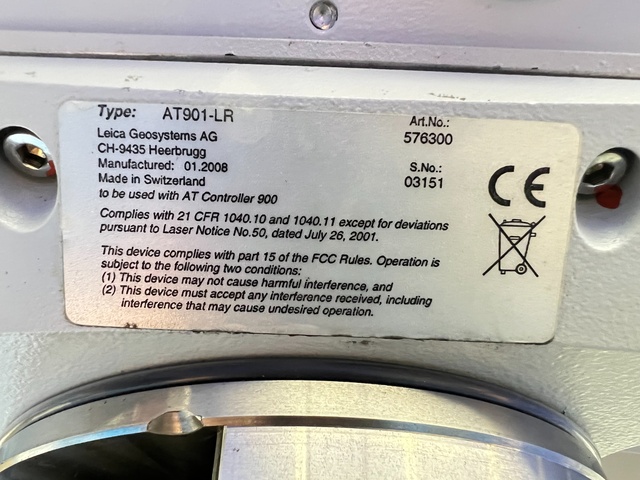 Type: AT901-LR
Leica Geosystems AG
CH-9435 Heerbrugg
Manufactured: 01.2008
Made in Switzerland
to be used with AT Controller 900
Art.No.:
576300
S.No.:
03151
CE
Complies with 21 CFR 1040.10 and 1040.11 except for deviations
pursuant to Laser Notice No.50, dated July 26, 2001.
This device complies with part 15 of the FCC Rules. Operation is
subject to the following two conditions:
(1) This device may not cause harmful interference, and
(2) This device must accept any interference received, including
interference that may cause undesired operation.